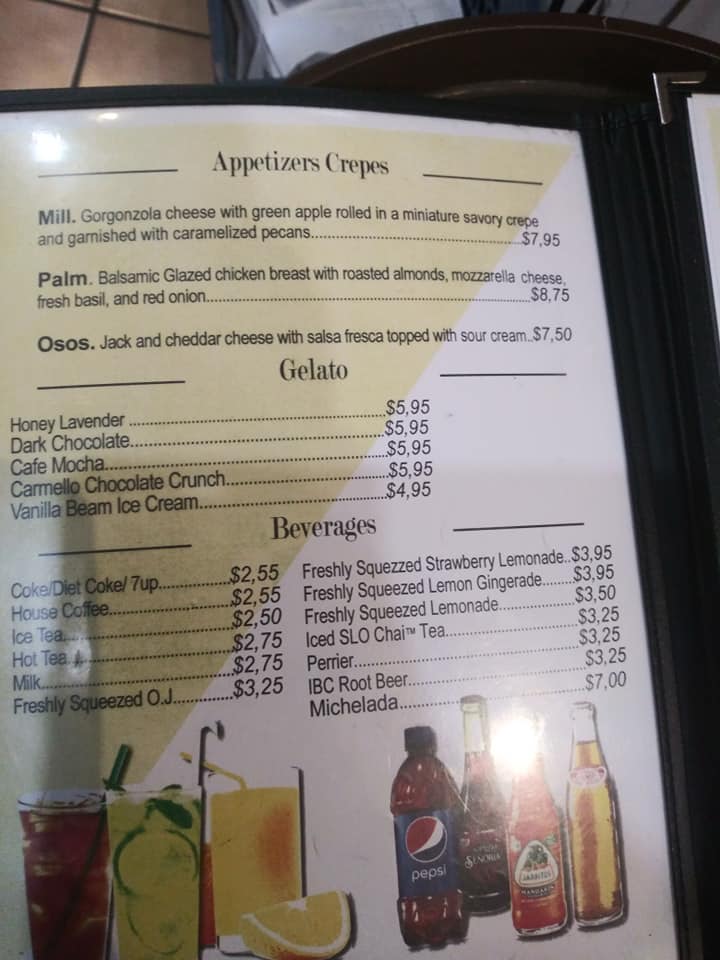 Appetizers Crepes
Mill. Gorgonzola cheese with green apple rolled in a miniature savory crepe
and garnished with caramelized pecans...$7,95
Palm. Balsamic Glazed chicken breast with roasted almonds, mozzarella cheese,
fresh basil, and red onion...$8,75
Osos. Jack and cheddar cheese with salsa fresca topped with sour cream..$7,50
Gelato
Honey Lavender...$5,95
Dark Chocolate...$5,95
Cafe Mocha...$5,95
Carmello Chocolate Crunch...$5,95
Vanilla Beam Ice Cream...$4,95
Beverages
Coke/Diet Coke/ 7up...$2,55
House Coffee...$2,55
Ice Tea...$2,50
Hot Tea...$2,75
Milk...$2,75
Freshly Squeezed O.J...$3,25
Freshly Squezzed Strawberry Lemonade..$3,95
Freshly Squeezed Lemon Gingerade...$3,95
Freshly Squeezed Lemonade...$3,50
Iced SLO Chai™ Tea...$3,25
Perrier...$3,25
IBC Root Beer...$3,25
Michelada...$7,00
pepsi
JARRITOS
MANDARIN